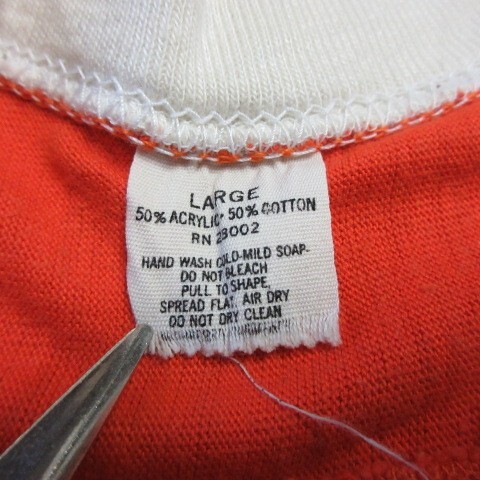 LARGE
50% ACRYLIC 50% COTTON
RN 23002
HAND WASH COLD-MILD SOAP-
DO NOT BLEACH
PULL TO SHAPE,
SPREAD FLAT, AIR DRY
DO NOT DRY CLEAN